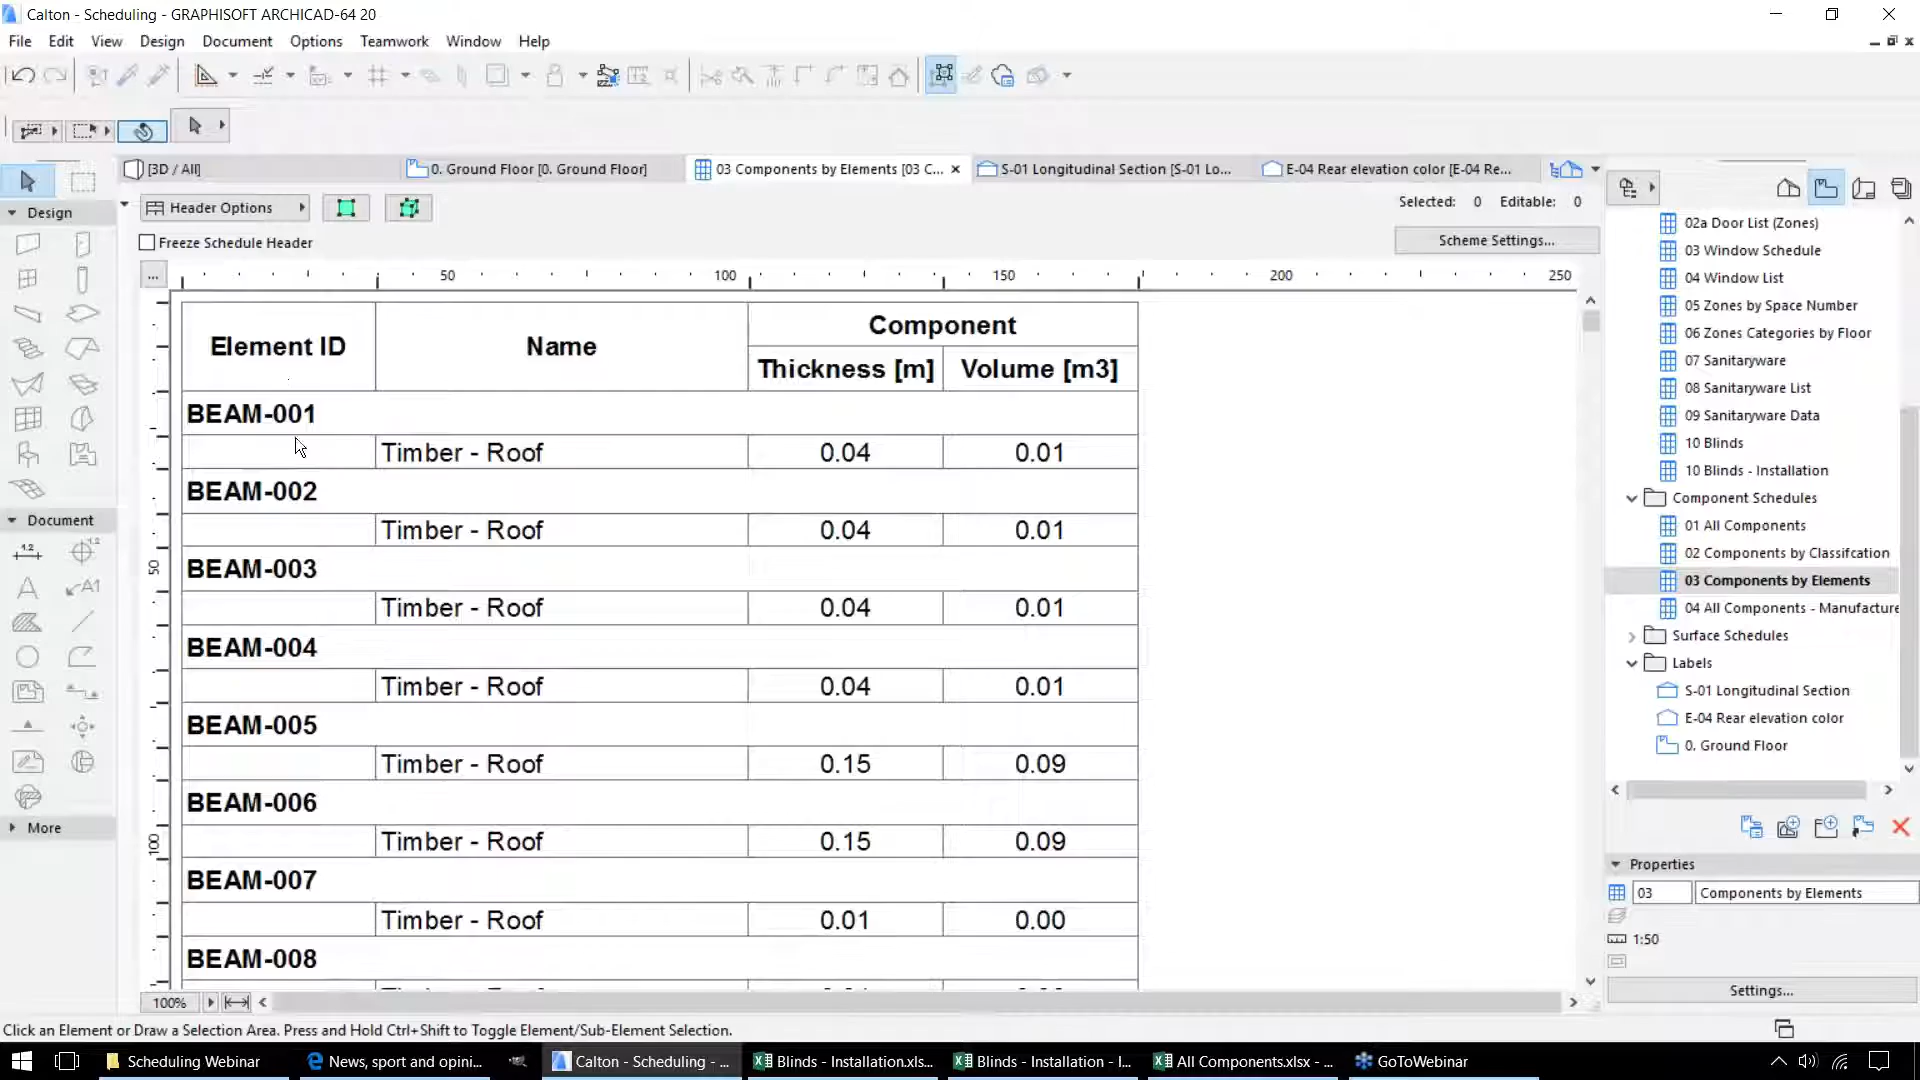 Calton - Scheduling - GRAPHISOFT ARCHICAD-64 20
File Edit View Design Document Options Teamwork Window Help
[3D / All]
0. Ground Floor [0. Ground Floor]
03 Components by Elements [03 C...
S-01 Longitudinal Section [S-01 Lo...
E-04 Rear elevation color [E-04 Re...
Design
Header Options
Selected: 0 Editable: 0
Freeze Schedule Header
Scheme Settings...
...
50 100 150 200 250
50
100
Element ID
Name
Component
Thickness [m]
Volume [m3]
BEAM-001
Timber - Roof 0.04 0.01
BEAM-002
Timber - Roof 0.04 0.01
BEAM-003
Timber - Roof 0.04 0.01
BEAM-004
Timber - Roof 0.04 0.01
BEAM-005
Timber - Roof 0.15 0.09
BEAM-006
Timber - Roof 0.15 0.09
BEAM-007
Timber - Roof 0.01 0.00
BEAM-008
Document
1.2
1.2
A
A1
More
02a Door List (Zones)
03 Window Schedule
04 Window List
05 Zones by Space Number
06 Zones Categories by Floor
07 Sanitaryware
08 Sanitaryware List
09 Sanitaryware Data
10 Blinds
10 Blinds - Installation
Component Schedules
01 All Components
02 Components by Classifcation
03 Components by Elements
04 All Components - Manufacture
Surface Schedules
Labels
S-01 Longitudinal Section
E-04 Rear elevation color
0. Ground Floor
Properties
03 Components by Elements
1:50
Settings...
100%
Click an Element or Draw a Selection Area. Press and Hold Ctrl+Shift to Toggle Element/Sub-Element Selection.
Scheduling Webinar
News, sport and opini...
Calton - Scheduling - ...
Blinds - Installation.xls...
Blinds - Installation - I...
All Components.xlsx - ...
GoToWebinar